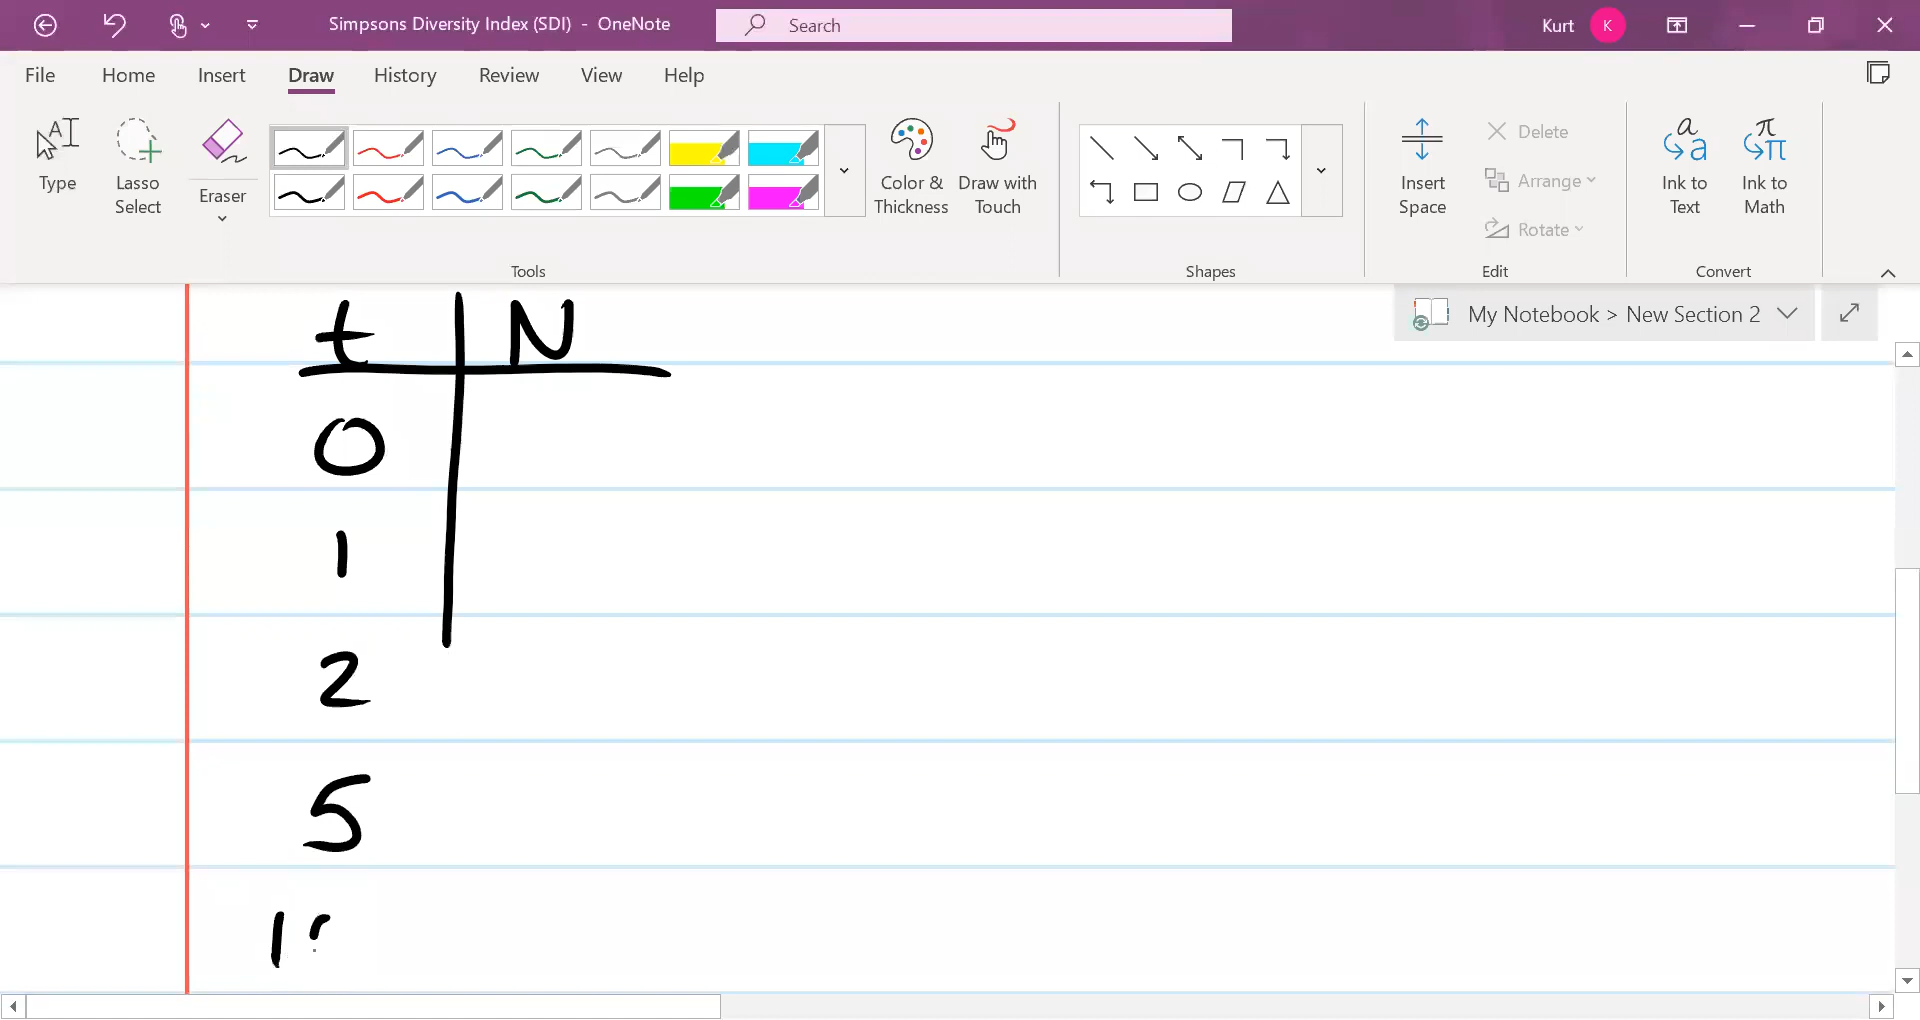 Simpsons Diversity Index (SDI) - OneNote
Search
Kurt
K
File Home Insert Draw History Review View Help
Type
Lasso Select
Eraser
Color & Thickness
Draw with Touch
Insert Space
Delete
Arrange
Rotate
a
a
Ink to Text
π
π
Ink to Math
Tools
Shapes
Edit
Convert
My Notebook > New Section 2
t N
0
1
2
5
1